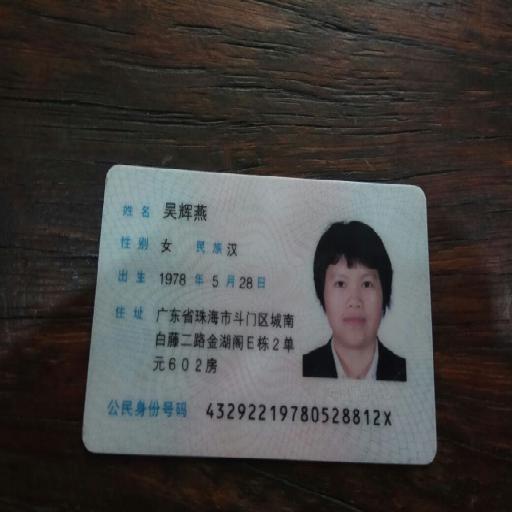 姓名 吴辉燕
性别 女 民族 汉
出生 1978 年 5 月 28 日
住址 广东省珠海市斗门区城南
白藤二路金湖阁E栋2单
元602房
公民身份号码 43292219780528812X